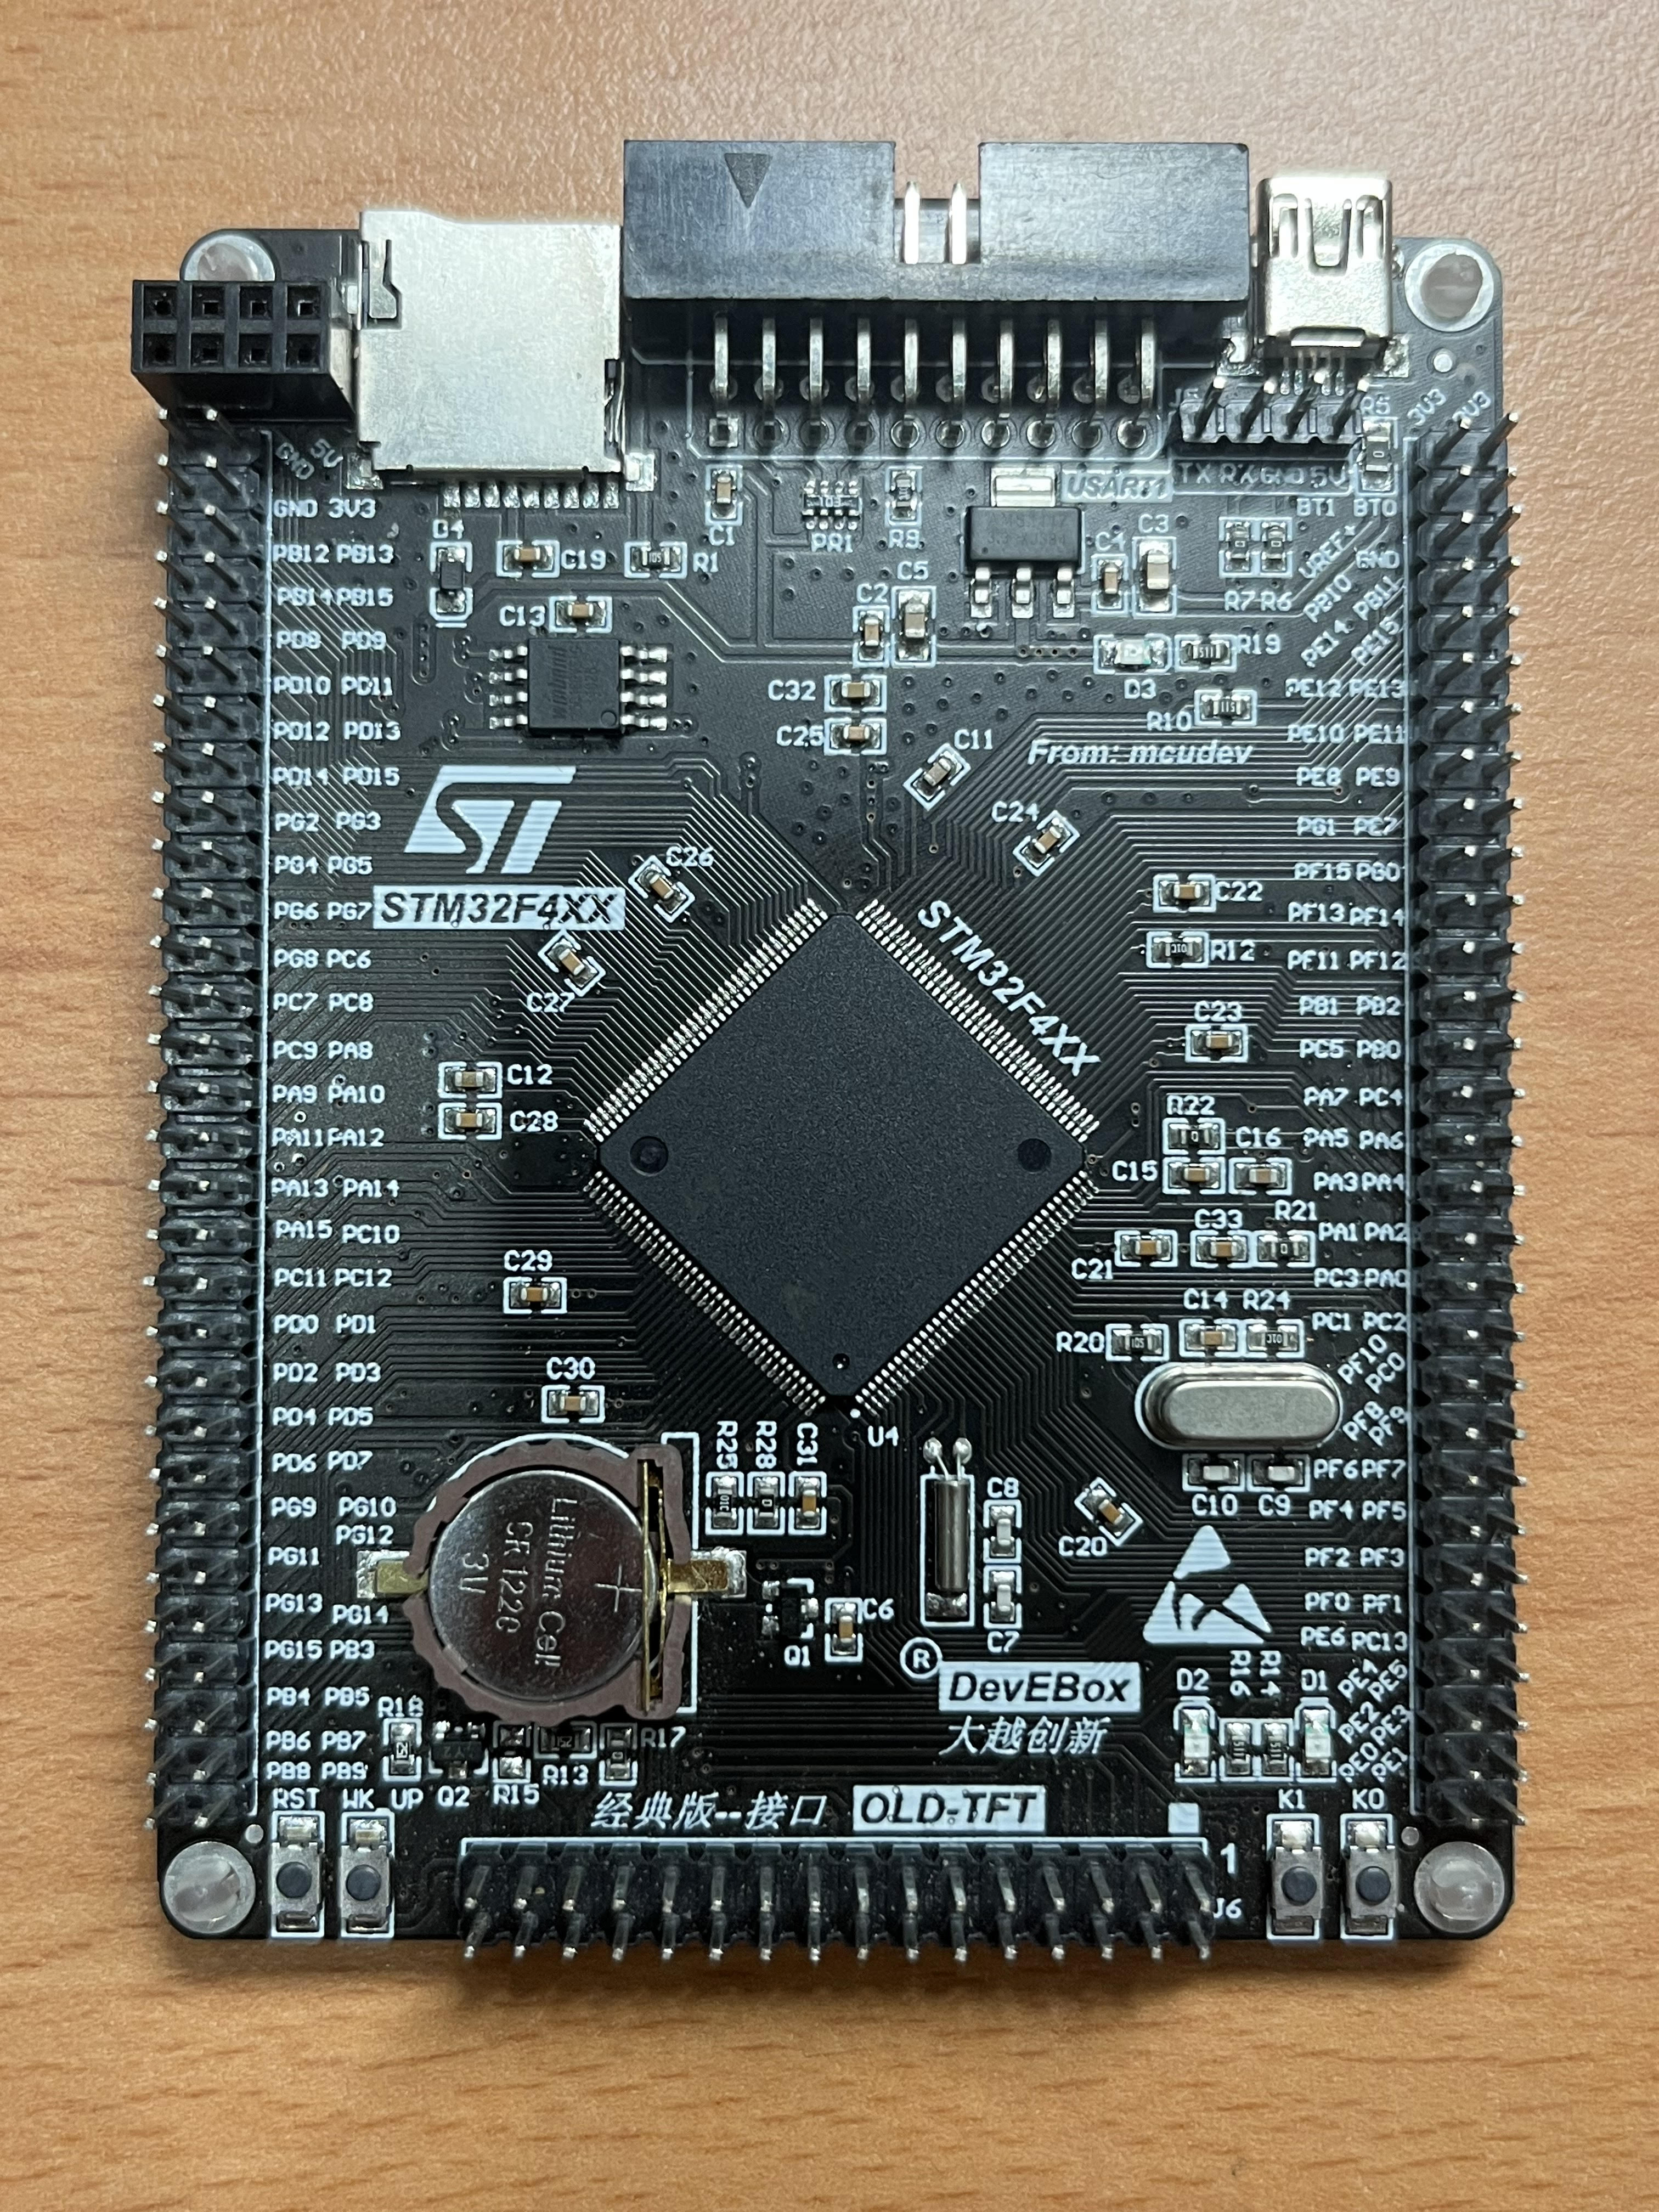 5V
GND
GND 3V3
PB12 PB13
PB14 PB15
PD8 PD9
PD10 PD11
PD12 PD13
PD14 PD15
PG2 PG3
PG4 PG5
PG6 PG7
PG8 PC6
PC7 PC8
PC9 PA8
PA9 PA10
PA11 PA12
PA13 PA14
PA15 PC10
PC11 PC12
PD0 PD1
PD2 PD3
PD4 PD5
PD6 PD7
PG9 PG10
PG12
PG11
PG13 PG14
PG15 PB3
PB4 PB5
PB6 PB7
PB8 PB9
RST WK UP
D4
C19
R1
C13
C1
PR1
R9
USART1
TX RX GND 5V
R5
BT1 BT0
C2
C5
C4
C3
R7 R6
D3
R19
R10
C32
C25
C11
From: mcudev
C24
ST
STM32F4XX
C26
C27
STM32F4XX
C22
R12
C23
C12
C28
R22
C16
C15
R21
C33
C21
C29
C14 R24
R20
C30
R25
R28
C31
U4
C8
C10 C9
C20
Lithium Cell
CR1220
3V
+
Q1
C6
C7
®
DevEBox
大越创新
D2
R16
R14
D1
R18
Q2
R15
R13
R17
经典版--接口
OLD-TFT
1
J6
K1 K0
3V3 3V3
VREF+ GND
PB10 PB11
PE14 PE15
PE12 PE13
PE10 PE11
PE8 PE9
PG1 PE7
PF15 PG0
PF13 PF14
PF11 PF12
PB1 PB2
PC5 PB0
PA7 PC4
PA5 PA6
PA3 PA4
PA1 PA2
PC3 PA0
PC1 PC2
PF10 PC0
PF8 PF9
PF6 PF7
PF4 PF5
PF2 PF3
PF0 PF1
PE6 PC13
PE4 PE5
PE2 PE3
PE0 PE1